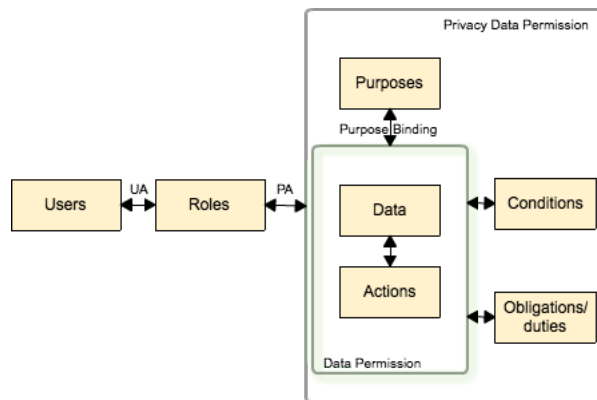 Privacy Data Permission
Purposes
Purpose Binding
UA
PA
Users
Roles
Data
Conditions
Actions
Obligations/
duties
Data Permission